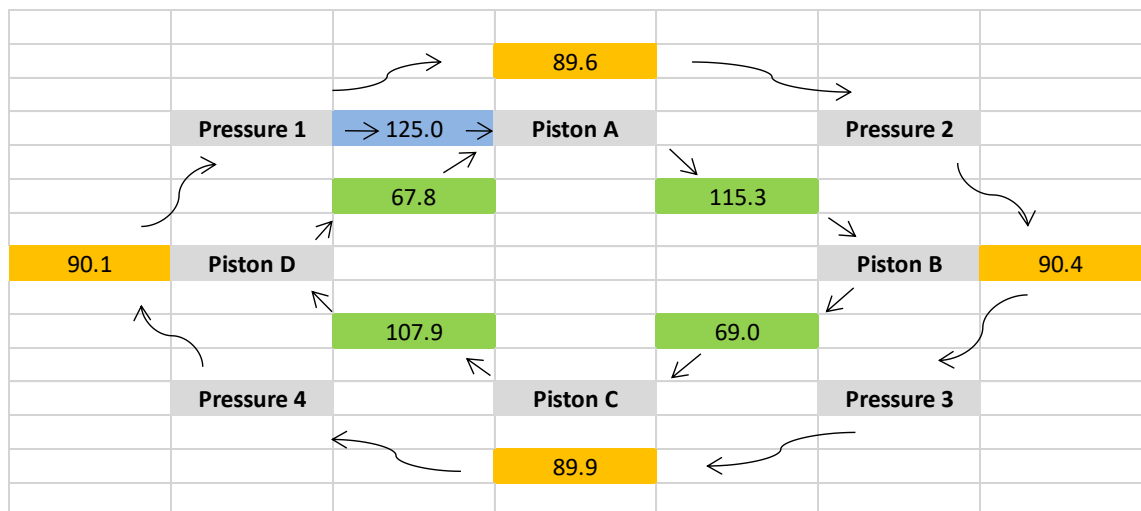 89.6
Pressure 1 125.0 Piston A Pressure 2
67.8 115.3
90.1 Piston D Piston B 90.4
107.9 69.0
Pressure 4 Piston C Pressure 3
89.9